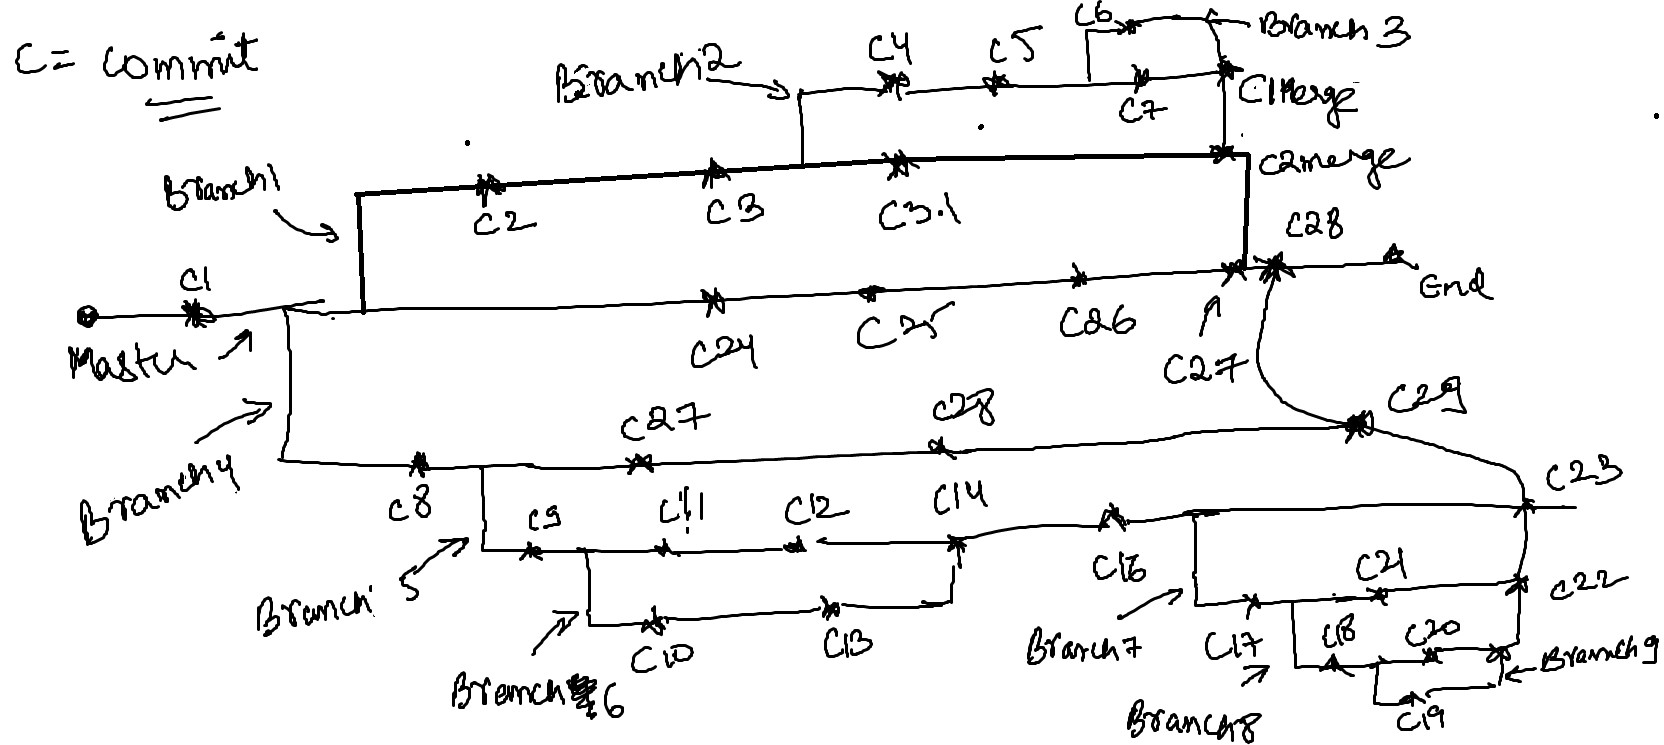 C6
Branch 3
C= commit
C4
C5
Branch2
C1Merge
C7
Branch1
C2merge
C2
C3
C3.1
C28
C1
End
Master
C24
C25
C26
C27
C27
C28
C29
Branch4
C8
C9
C11
C12
C14
C23
C16
C21
C22
Branch 5
C10
C13
Branch7
C17
C18
C20
Branch9
Branch 6
Branch8
C19